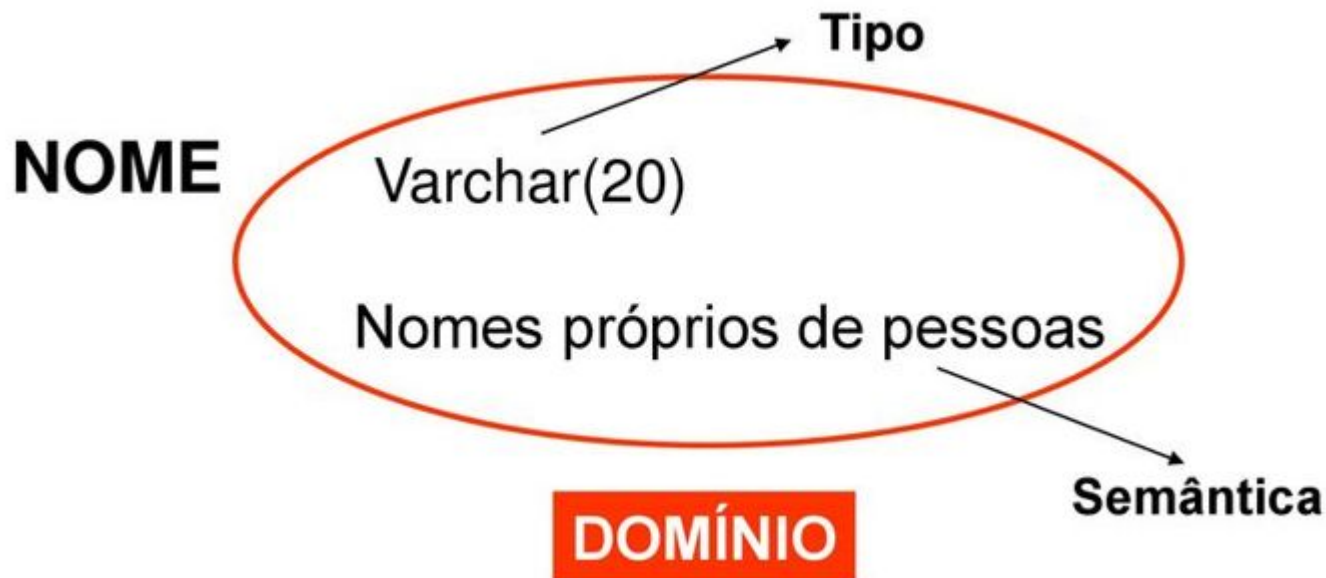 Tipo
NOME
Varchar(20)
Nomes próprios de pessoas
Semântica
DOMÍNIO